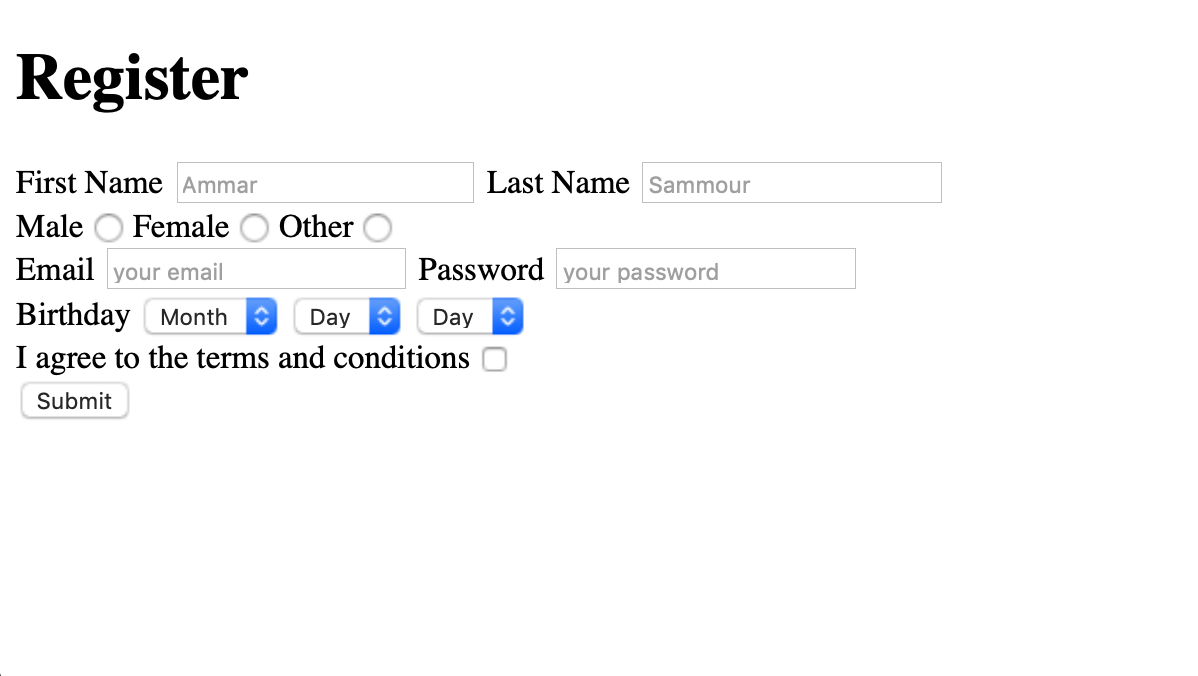 Register
First Name Ammar Last Name Sammour
Male Female Other
Email your email Password your password
Birthday Month Day Day
I agree to the terms and conditions
Submit